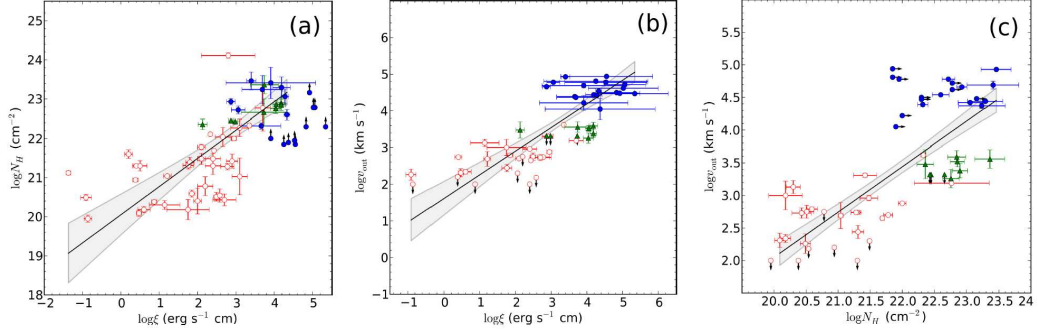 (a)
25
24
23
22
21
20
19
18
logN_H (cm⁻²)
−2 −1 0 1 2 3 4 5
logξ (erg s⁻¹ cm)
(b)
6
5
4
3
2
1
0
−1
logv_out (km s⁻¹)
−1 0 1 2 3 4 5 6
logξ (erg s⁻¹ cm)
(c)
5.0
4.5
4.0
3.5
3.0
2.5
2.0
1.5
logv_out (km s⁻¹)
20.0 20.5 21.0 21.5 22.0 22.5 23.0 23.5 24
logN_H (cm⁻²)